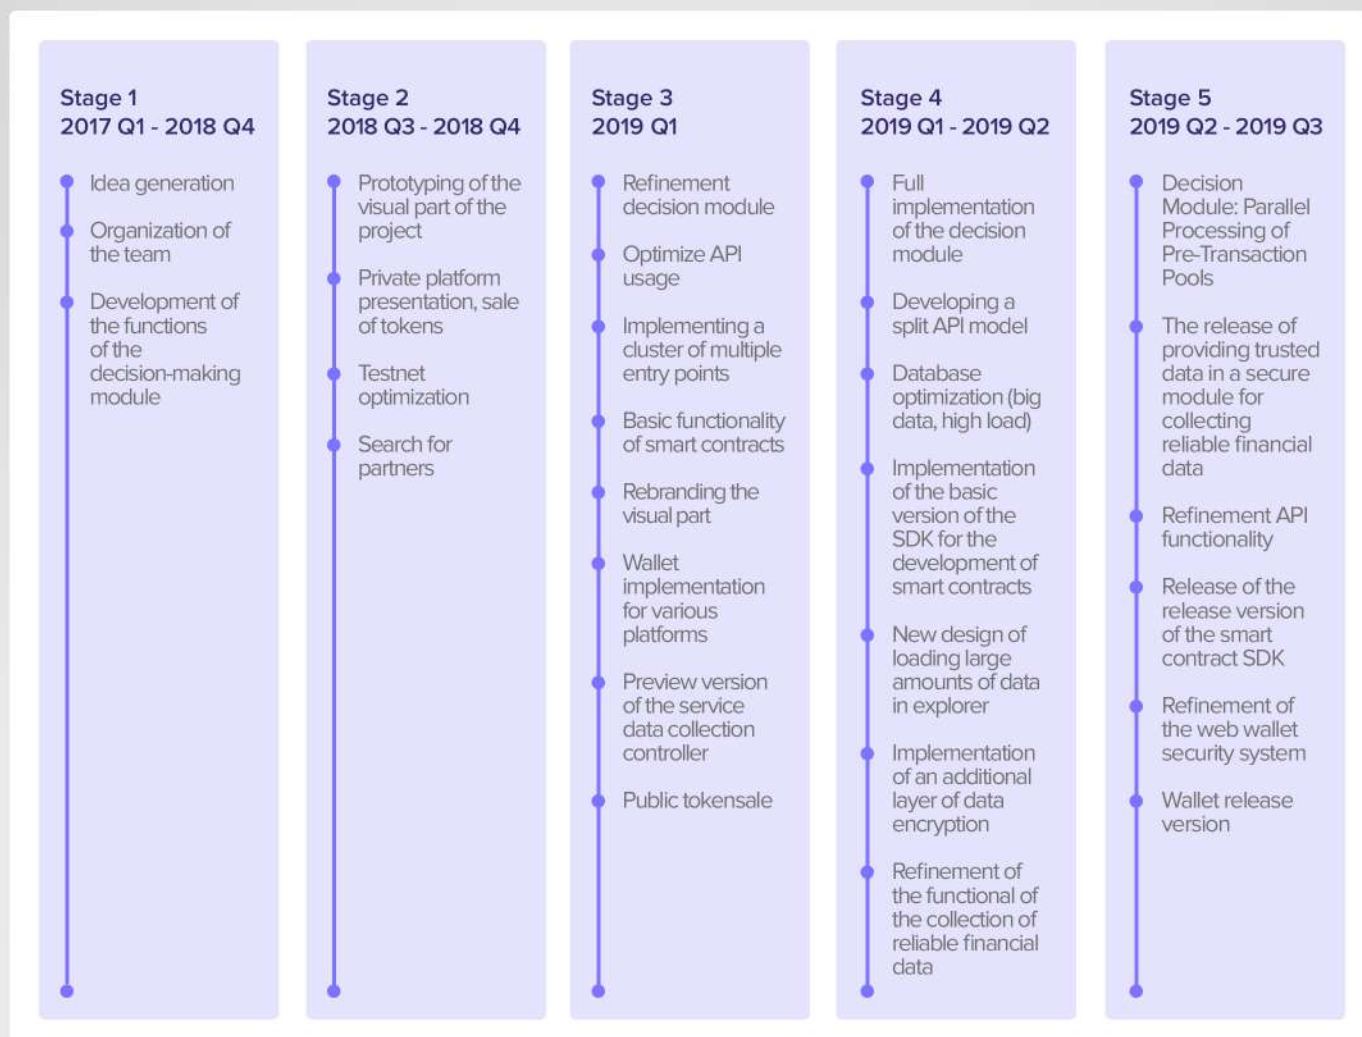 Stage 1
2017 Q1 - 2018 Q4
Idea generation
Organization of
the team
Development of
the functions
of the
decision-making
module
Stage 2
2018 Q3 - 2018 Q4
Prototyping of the
visual part of the
project
Private platform
presentation, sale
of tokens
Testnet
optimization
Search for
partners
Stage 3
2019 Q1
Refinement
decision module
Optimize API
usage
Implementing a
cluster of multiple
entry points
Basic functionality
of smart contracts
Rebranding the
visual part
Wallet
implementation
for various
platforms
Preview version
of the service
data collection
controller
Public tokensale
Stage 4
2019 Q1 - 2019 Q2
Full
implementation
of the decision
module
Developing a
split API model
Database
optimization (big
data, high load)
Implementation
of the basic
version of the
SDK for the
development of
smart contracts
New design of
loading large
amounts of data
in explorer
Implementation
of an additional
layer of data
encryption
Refinement of
the functional of
the collection of
reliable financial
data
Stage 5
2019 Q2 - 2019 Q3
Decision
Module: Parallel
Processing of
Pre-Transaction
Pools
The release of
providing trusted
data in a secure
module for
collecting
reliable financial
data
Refinement API
functionality
Release of the
release version
of the smart
contract SDK
Refinement of
the web wallet
security system
Wallet release
version